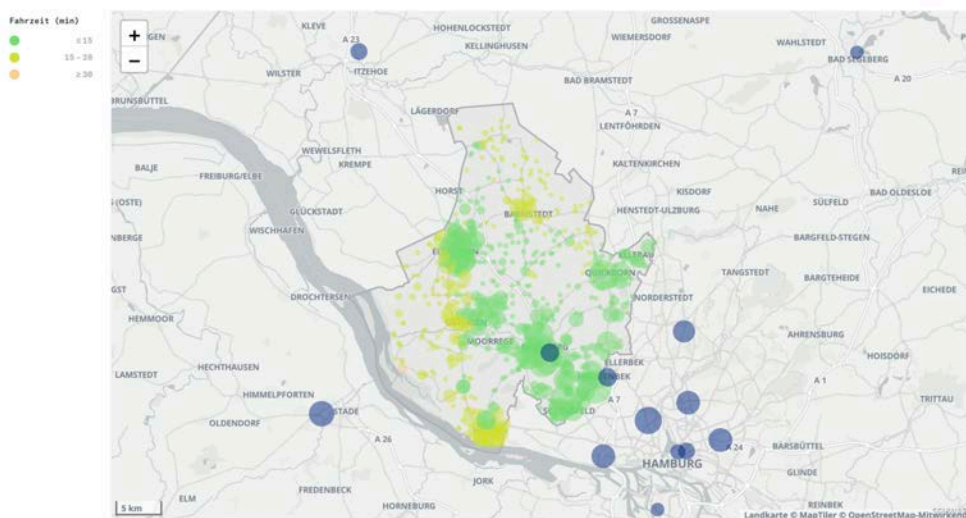 Fahrzeit (min)
≤ 15
15 – 30
≥ 30
+
−
A 23
KLEVE
HOHENLOCKSTEDT
GROSSENASPE
KELLINGHUSEN
WIEMERSDORF
WAHLSTEDT
BAD SEGEBERG
WILSTER
ITZEHOE
BAD BRAMSTEDT
A 20
BRUNSBÜTTEL
LÄGERDORF
A 7
LENTFÖHRDEN
WEWELSFLETH
BALJE
KREMPE
KALTENKIRCHEN
FREIBURG/ELBE
HORST
KISDORF
BAD OLDESLOE
(OSTE)
GLÜCKSTADT
HENSTEDT-ULZBURG
NAHE
SÜLFELD
WISCHHAFEN
BARGFELD-STEGEN
ELLERAU
QUICKBORN
TANGSTEDT
BARGTEHEIDE
DROCHTERSEN
NORDERSTEDT
EICHEDE
HEMMOOR
MOORREGE
AHRENSBURG
HECHTHAUSEN
ELLERBEK
HOISDORF
LAMSTEDT
A 1
HIMMELPFORTEN
A 7
TRITTAU
OLDENDORF
STADE
A 26
A 24
BARSBÜTTEL
HAMBURG
JORK
GLINDE
FREDENBECK
ELM
HORNEBURG
REINBEK
5 km
Landkarte © MapTiler © OpenStreetMap-Mitwirkende